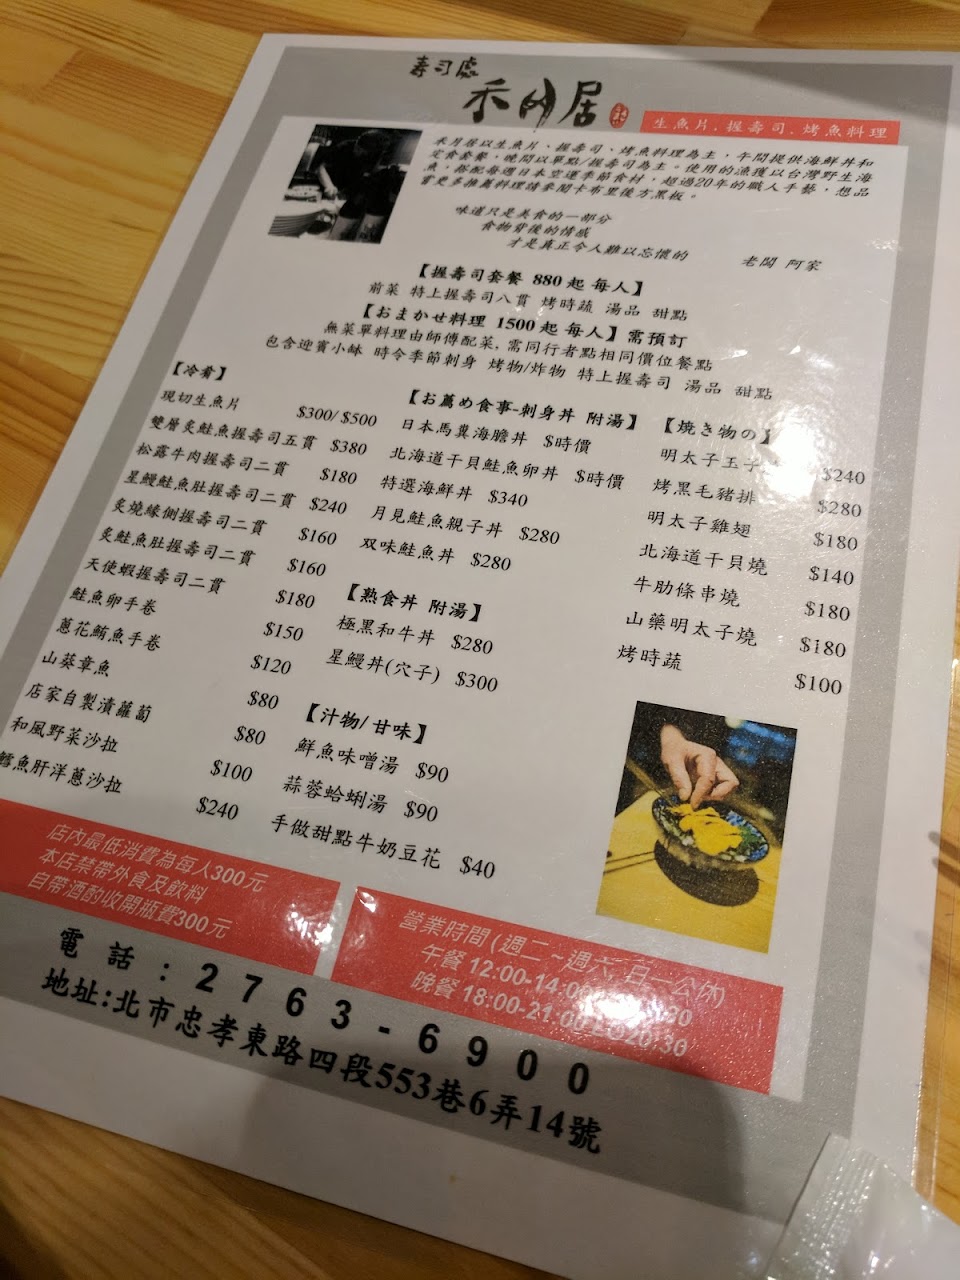 壽司處
禾月居
生魚片.握壽司.烤魚料理
禾月居以生魚片、握壽司、烤魚料理為主，午間提供海鮮丼和
定食套餐，晚間以單點/握壽司為主。使用的漁獲以台灣野生海
魚，搭配每週日本空運季節食材，超過20年的職人手藝，想品
嘗更多推薦料理請參閱卡布里後方黑板。
味道只是美食的一部分
食物背後的情感
才是真正令人難以忘懷的
老闆 阿家
【握壽司套餐 880起 每人】
前菜 特上握壽司八貫 烤時蔬 湯品 甜點
【おまかせ料理 1500起 每人】需預訂
無菜單料理由師傅配菜，需同行者點相同價位餐點
包含迎賓小缽 時令季節刺身 烤物/炸物 特上握壽司 湯品 甜點
【冷肴】
現切生魚片 $300/$500
雙層炙鮭魚握壽司五貫 $380
松露牛肉握壽司二貫 $180
星鰻鮭魚肚握壽司二貫 $240
炙燒緣側握壽司二貫 $160
炙鮭魚肚握壽司二貫 $160
天使蝦握壽司二貫 $180
鮭魚卵手卷 $150
蔥花鮪魚手卷 $120
山葵章魚 $80
店家自製漬蘿蔔 $80
和風野菜沙拉 $100
鱈魚肝洋蔥沙拉 $240
【お薦め食事-刺身丼 附湯】
日本馬糞海膽丼 $時價
北海道干貝鮭魚卵丼 $時價
特選海鮮丼 $340
月見鮭魚親子丼 $280
双味鮭魚丼 $280
【熟食丼 附湯】
極黑和牛丼 $280
星鰻丼(穴子) $300
【汁物/甘味】
鮮魚味噌湯 $90
蒜蓉蛤蜊湯 $90
手做甜點牛奶豆花 $40
【焼き物の】
明太子玉子 $240
烤黑毛豬排 $280
明太子雞翅 $180
北海道干貝燒 $140
牛肋條串燒 $180
山藥明太子燒 $180
烤時蔬 $100
店內最低消費為每人300元
本店禁帶外食及飲料
自帶酒酌收開瓶費300元
營業時間(週二~週六 日一公休)
午餐 12:00-14:00
晚餐 18:00-21:00 20:30
電話:2763-6900
地址:北市忠孝東路四段553巷6弄14號